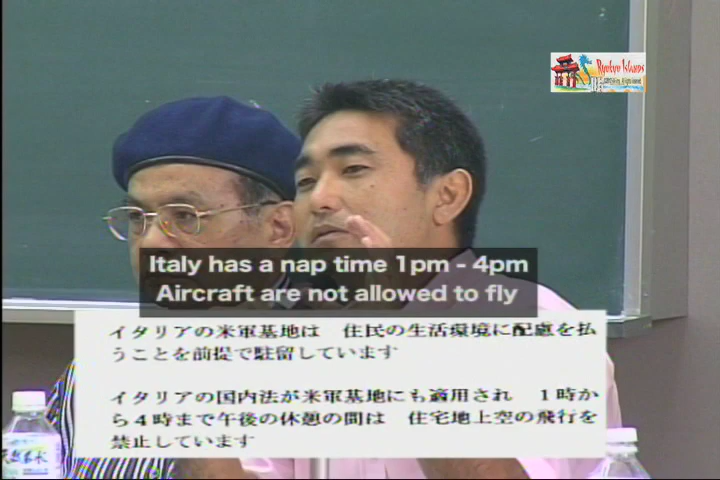 Ryukyu Islands
Italy has a nap time 1pm - 4pm
Aircraft are not allowed to fly
イタリアの米軍基地は　住民の生活環境に配慮を払
うことを前提で駐留しています
イタリアの国内法が米軍基地にも適用され　１時か
ら４時まで午後の休憩の間は　住宅地上空の飛行を
禁止しています